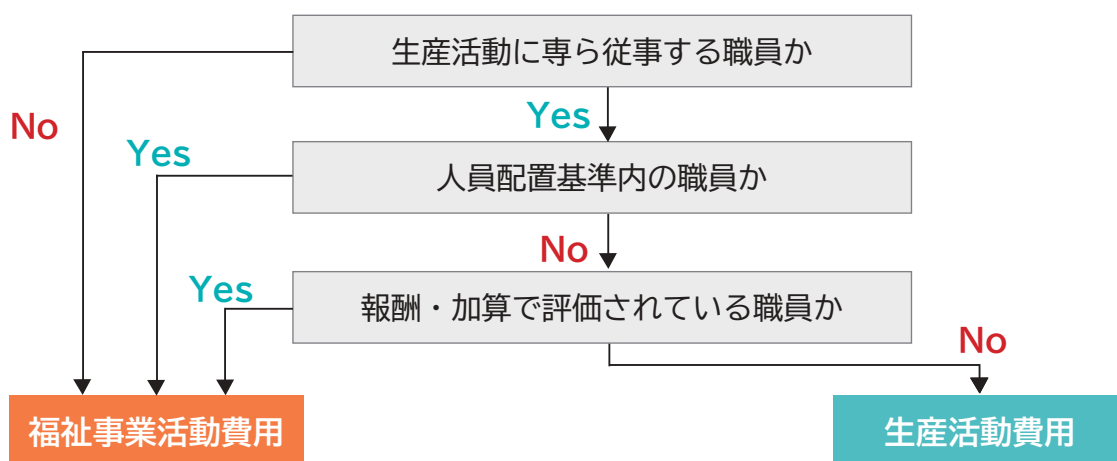 生産活動に専ら従事する職員か
No
Yes
Yes
人員配置基準内の職員か
No
Yes
報酬・加算で評価されている職員か
No
福祉事業活動費用
生産活動費用